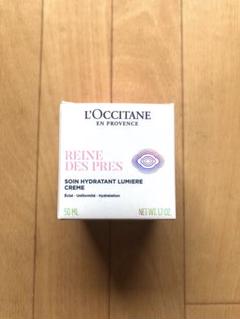 L'OCCITANE
EN PROVENCE
REINE
DES PRES
SOIN HYDRATANT LUMIERE
CREME
Éclat - Uniformité - Hydratation
50 ML
NET WT. 1.7 OZ.